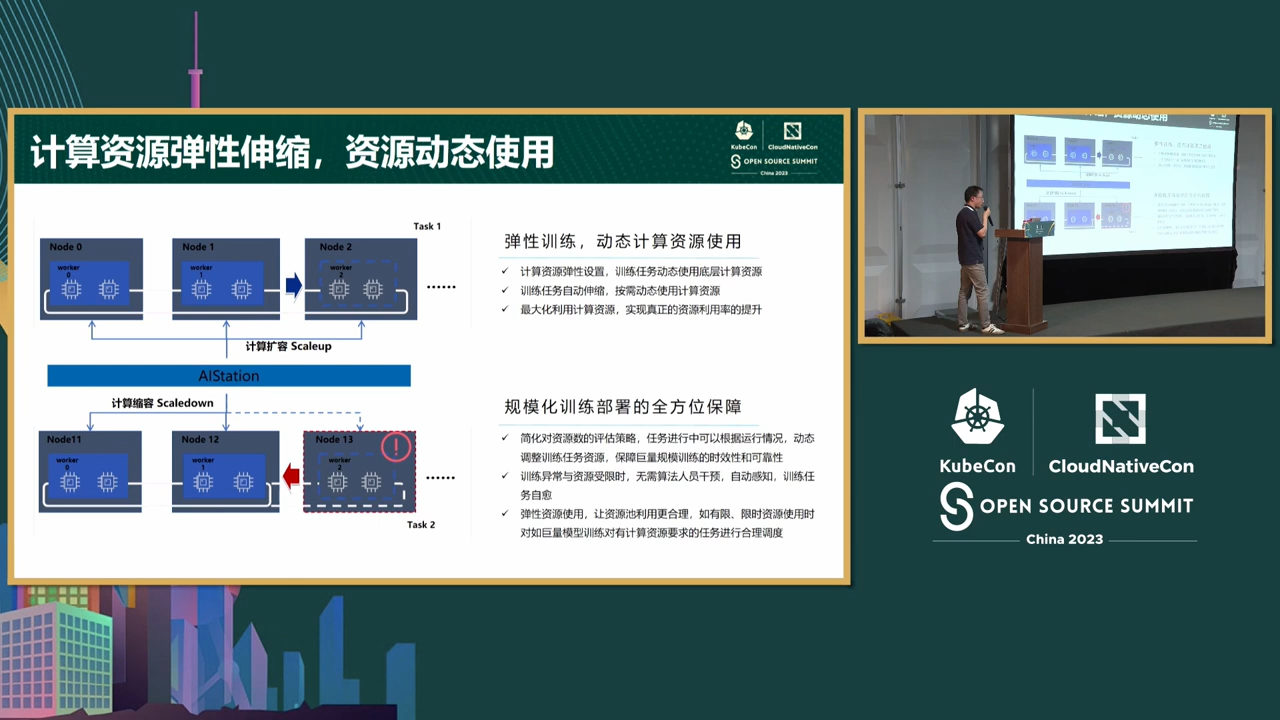 计算资源弹性伸缩，资源动态使用
KubeCon
CloudNativeCon
OPEN SOURCE SUMMIT
China 2023
Task 1
Node 0
Node 1
Node 2
worker
0
worker
1
worker
2
......
计算扩容 Scaleup
AIStation
计算缩容 Scaledown
Node11
Node 12
Node 13
worker
0
worker
1
worker
2
......
Task 2
弹性训练，动态计算资源使用
✓ 计算资源弹性设置，训练任务动态使用底层计算资源
✓ 训练任务自动伸缩，按需动态使用计算资源
✓ 最大化利用计算资源，实现真正的资源利用率的提升
规模化训练部署的全方位保障
✓ 简化对资源数的评估策略，任务进行中可以根据运行情况，动态
调整训练任务资源，保障巨量规模训练的时效性和可靠性
✓ 训练异常与资源受限时，无需算法人员干预，自动感知，训练任
务自愈
✓ 弹性资源使用，让资源池利用更合理，如有限、限时资源使用时
对如巨量模型训练对有计算资源要求的任务进行合理调度
KubeCon
CloudNativeCon
OPEN SOURCE SUMMIT
China 2023